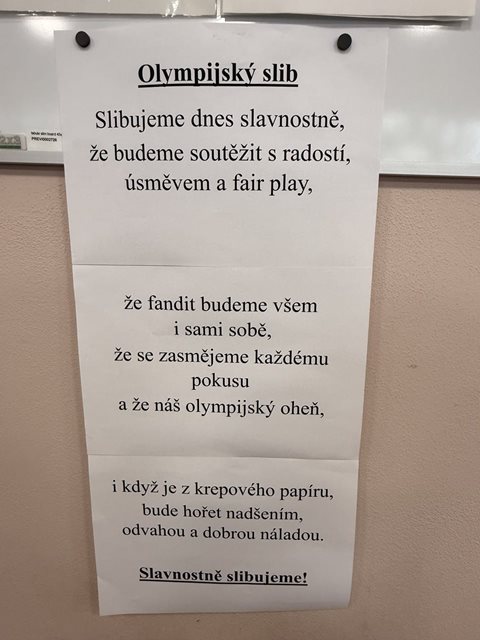 Olympijský slib
Slibujeme dnes slavnostně,
že budeme soutěžit s radostí,
úsměvem a fair play,
že fandit budeme všem
i sami sobě,
že se zasmějeme každému
pokusu
a že náš olympijský oheň,
i když je z krepového papíru,
bude hořet nadšením,
odvahou a dobrou náladou.
Slavnostně slibujeme!